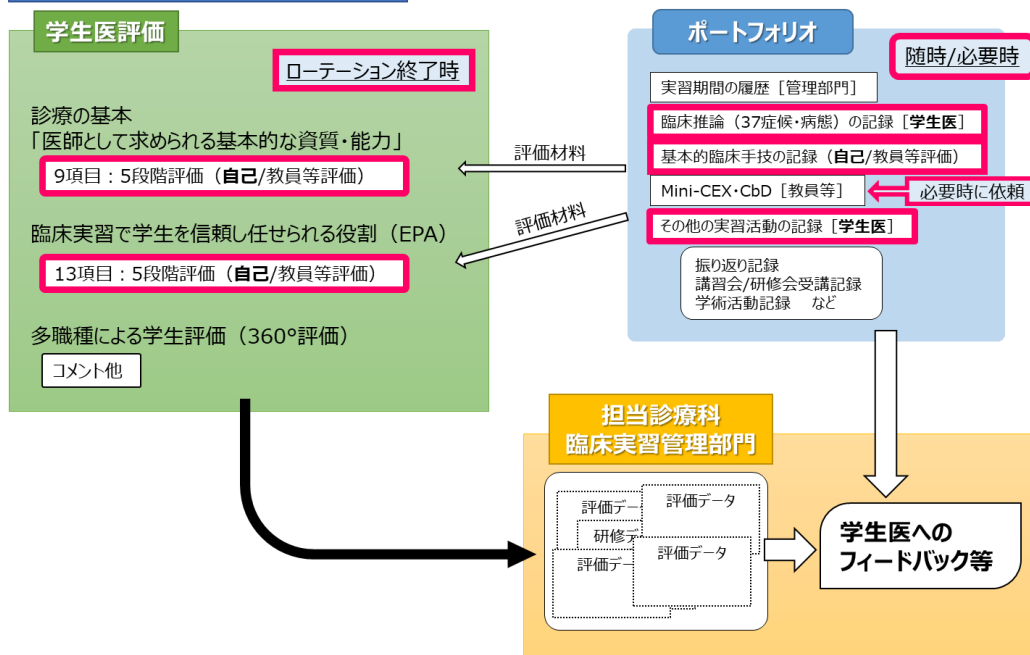 学生医評価
ローテーション終了時
診療の基本
「医師として求められる基本的な資質・能力」
9項目：5段階評価（自己/教員等評価）
臨床実習で学生を信頼し任せられる役割（EPA）
13項目：5段階評価（自己/教員等評価）
多職種による学生評価（360°評価）
コメント他
評価材料
評価材料
ポートフォリオ
随時/必要時
実習期間の履歴［管理部門］
臨床推論（37症候・病態）の記録［学生医］
基本的臨床手技の記録（自己/教員等評価）
Mini-CEX・CbD［教員等］
必要時に依頼
その他の実習活動の記録［学生医］
振り返り記録
講習会/研修会受講記録
学術活動記録　など
担当診療科
臨床実習管理部門
評価デー
評価データ
研修デ
評価デー
評価データ
学生医への
フィードバック等